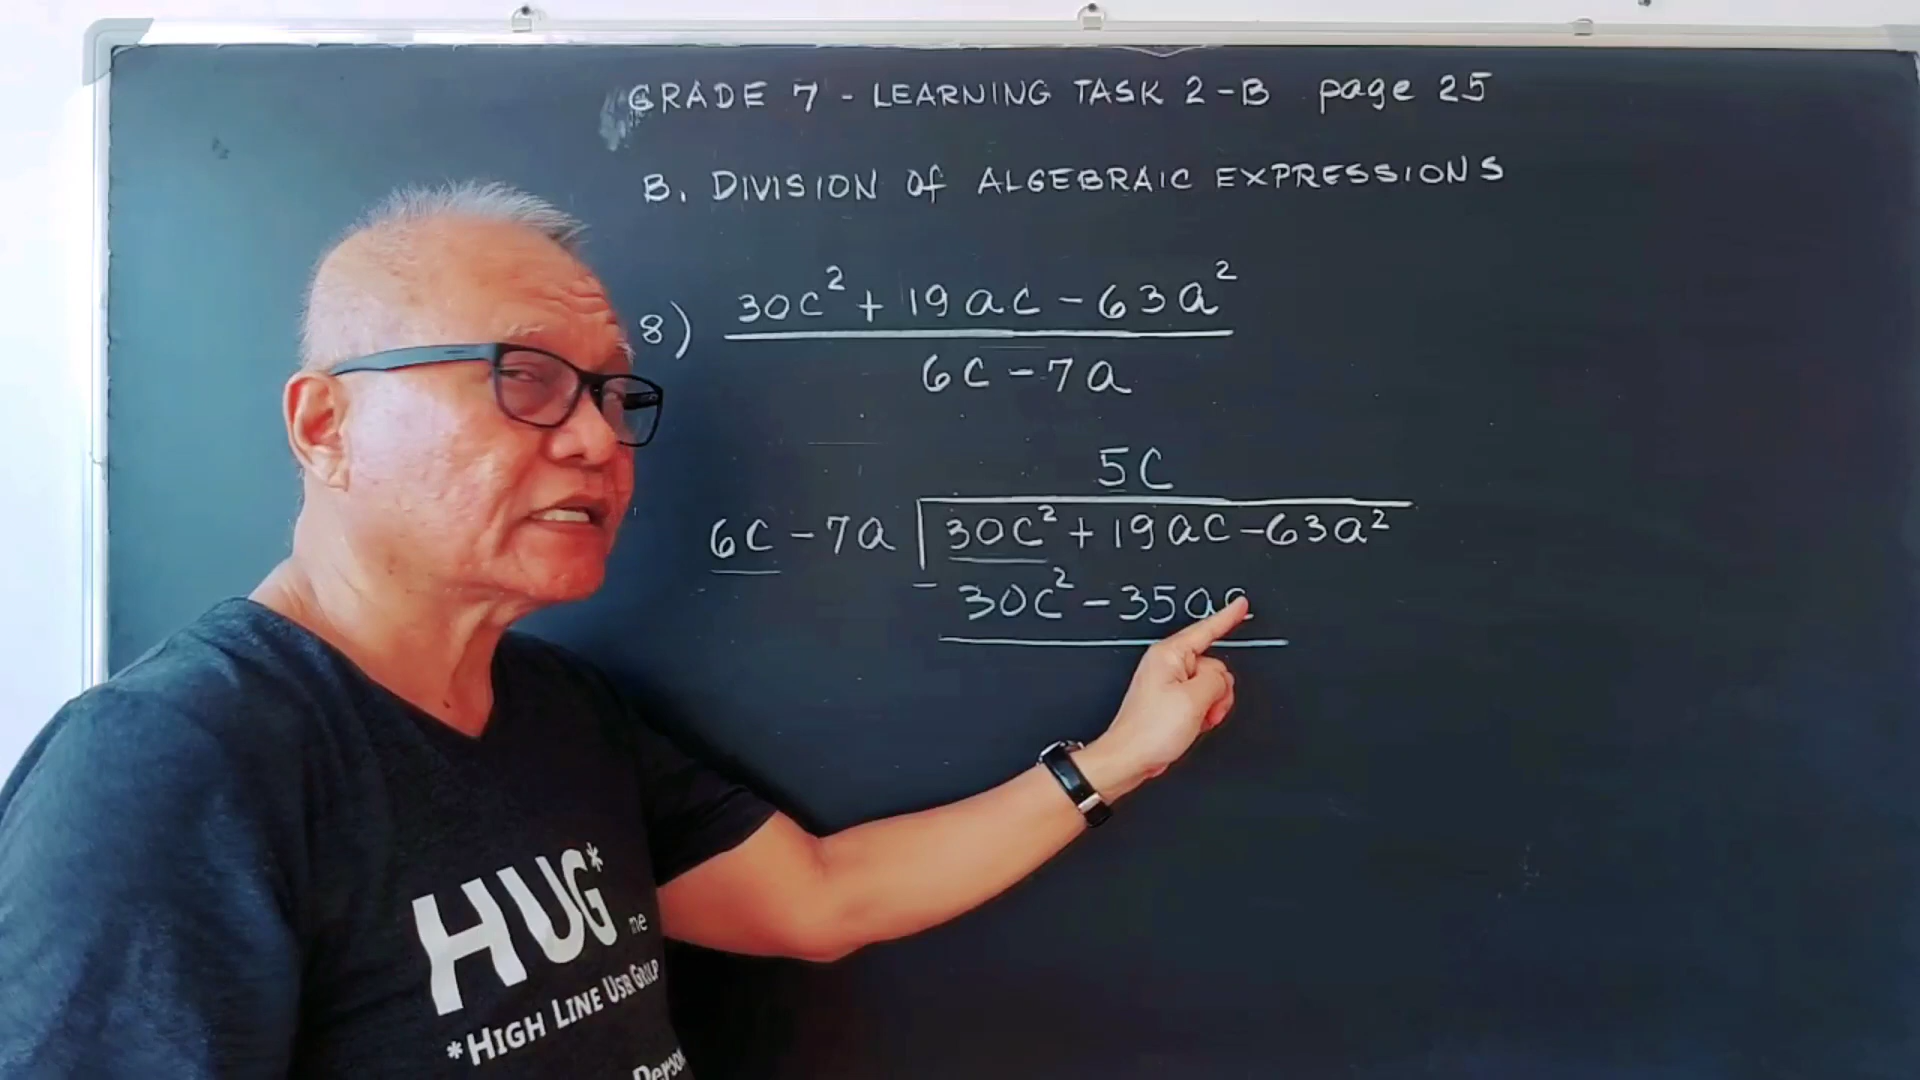 GRADE 7 - LEARNING TASK 2-B page 25
B. DIVISION of ALGEBRAIC EXPRESSIONS
8) 30c² + 19ac - 63a²
6c - 7a
5c
6c - 7a 30c² + 19ac - 63a²
- 30c² - 35ac
HUG* me
*HIGH LINE USER GROUP